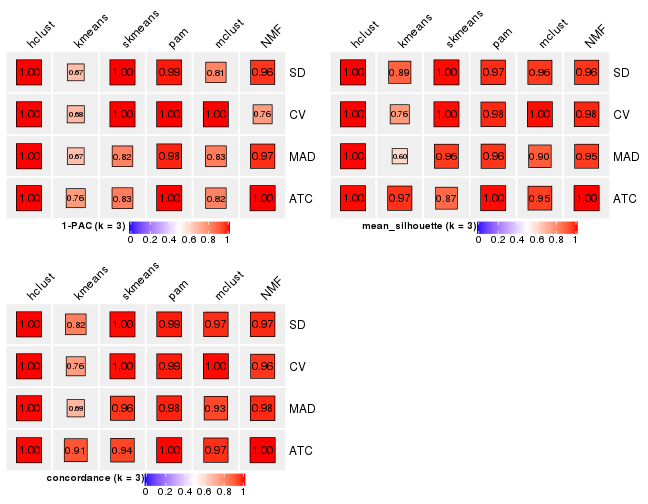 hclust kmeans skmeans pam mclust NMF
1.00 0.67 1.00 0.99 0.81 0.96 SD
1.00 0.68 1.00 1.00 1.00 0.76 CV
1.00 0.67 0.82 0.98 0.83 0.97 MAD
1.00 0.76 0.83 1.00 0.82 1.00 ATC
1-PAC (k = 3)
0 0.2 0.4 0.6 0.8 1
hclust kmeans skmeans pam mclust NMF
1.00 0.89 1.00 0.97 0.96 0.96 SD
1.00 0.76 1.00 0.98 1.00 0.98 CV
1.00 0.60 0.96 0.96 0.90 0.95 MAD
1.00 0.97 0.87 1.00 0.95 1.00 ATC
mean_silhouette (k = 3)
0 0.2 0.4 0.6 0.8 1
hclust kmeans skmeans pam mclust NMF
1.00 0.82 1.00 0.99 0.97 0.97 SD
1.00 0.76 1.00 0.99 1.00 0.96 CV
1.00 0.69 0.96 0.98 0.93 0.98 MAD
1.00 0.91 0.94 1.00 0.97 1.00 ATC
concordance (k = 3)
0 0.2 0.4 0.6 0.8 1